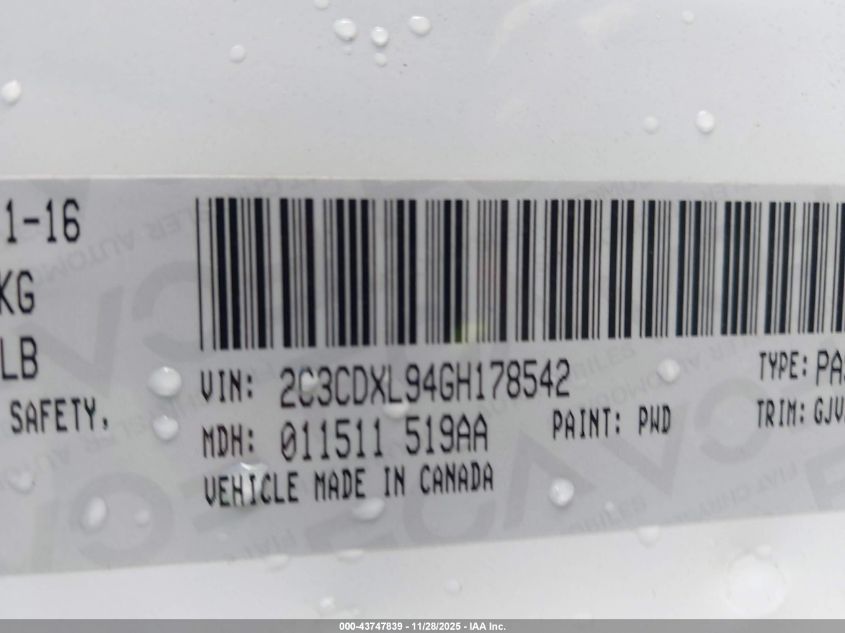 1-16
KG
LB
SAFETY.
VIN: 2C3CDXL94GH178542
TYPE: PAS
MDH: 011511 519AA
PAINT: PWD
TRIM: GJV
VEHICLE MADE IN CANADA
000-43747839 - 11/28/2025 - IAA Inc.